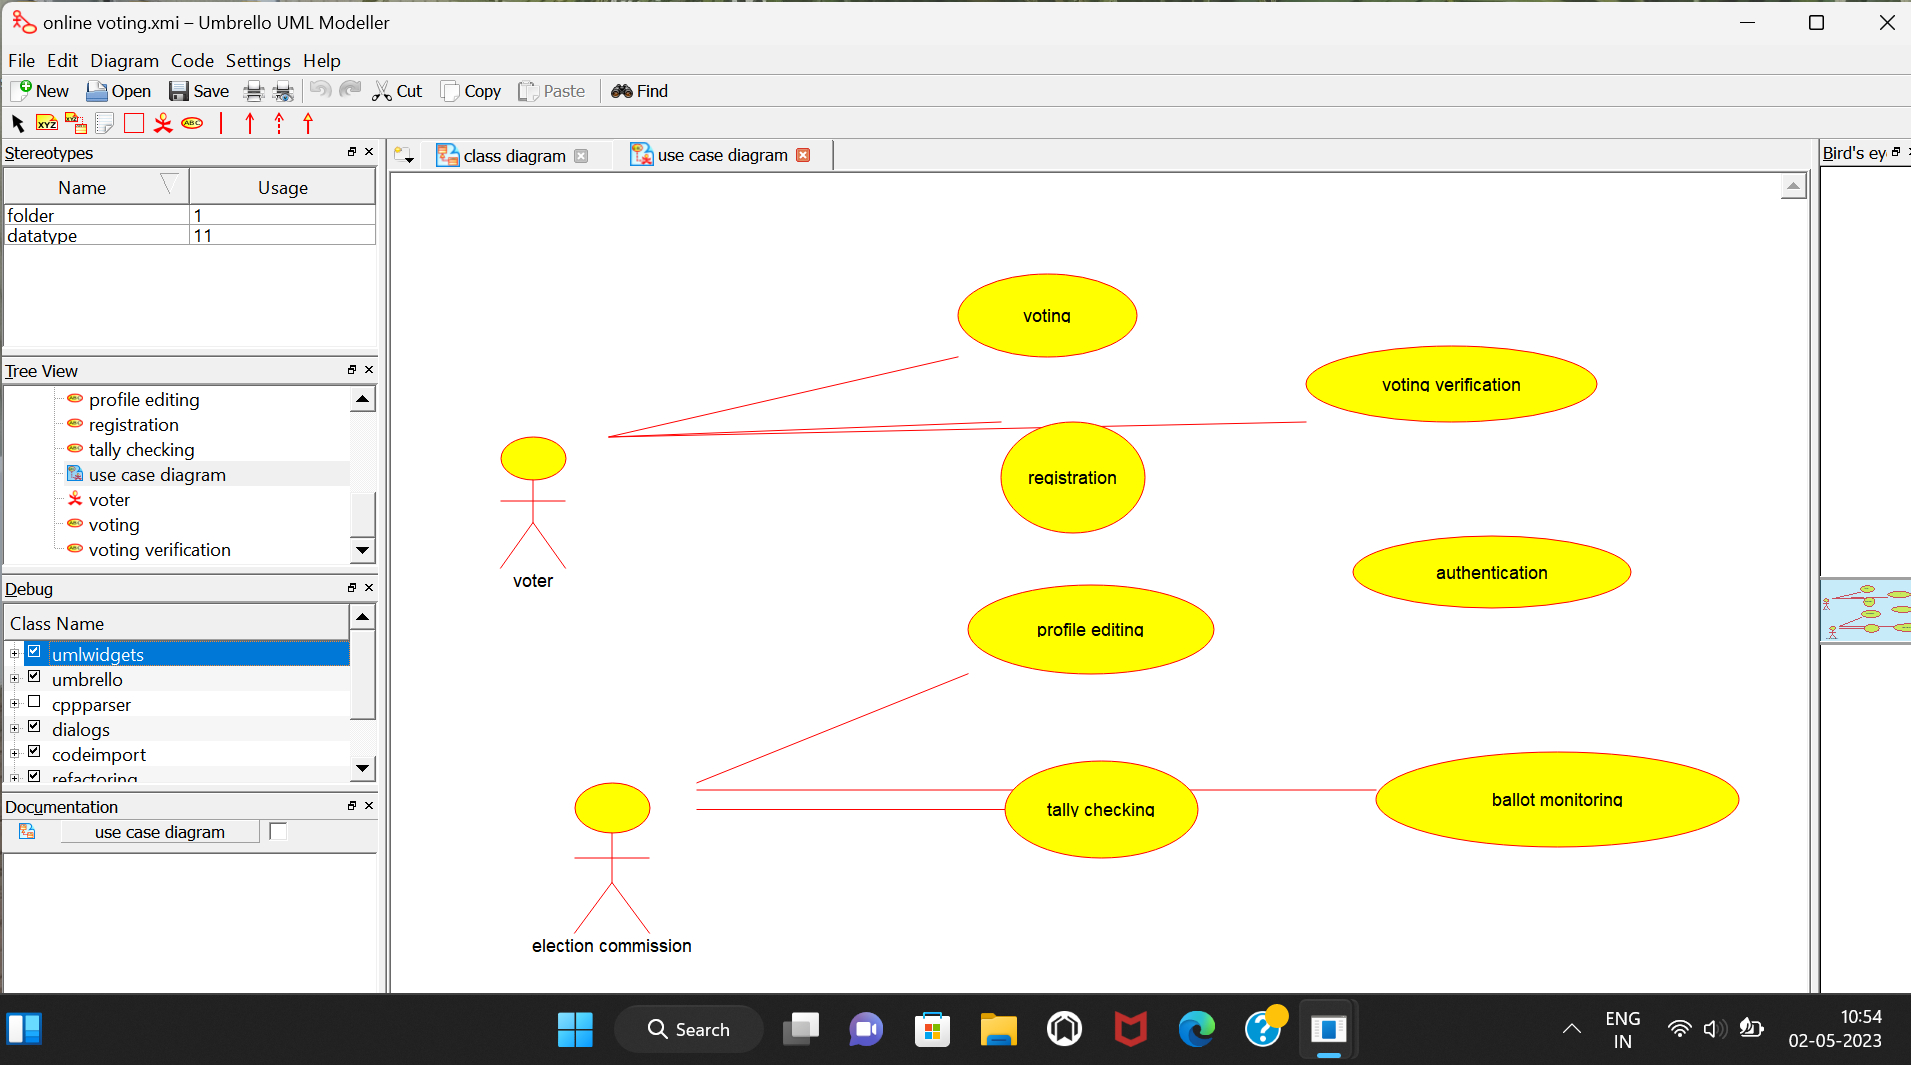 online voting.xmi – Umbrello UML Modeller
File Edit Diagram Code Settings Help
New Open Save Cut Copy Paste Find
XYZ XYZ ABC
Stereotypes
Name Usage
folder 1
datatype 11
Tree View
profile editing
registration
tally checking
use case diagram
voter
voting
voting verification
Debug
Class Name
umlwidgets
umbrello
cppparser
dialogs
codeimport
refactoring
Documentation
use case diagram
class diagram use case diagram
voting
voting verification
registration
voter
authentication
profile editing
tally checking
ballot monitoring
election commission
Bird's ey
Search
ENG
IN
10:54
02-05-2023